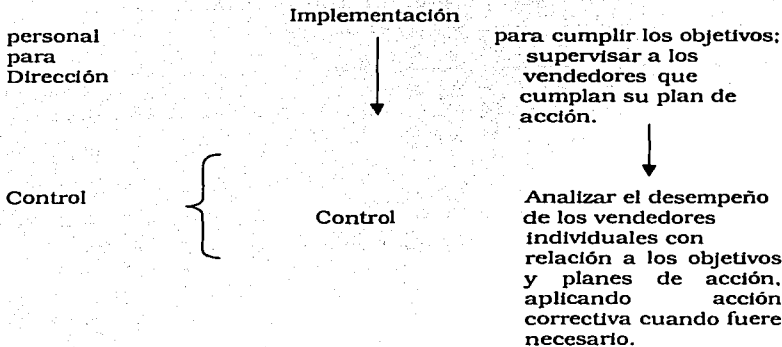 Implementación
personal
para
Dirección
para cumplir los objetivos;
supervisar a los
vendedores que
cumplan su plan de
acción.
Control
Control
Analizar el desempeño
de los vendedores
individuales con
relación a los objetivos
y planes de acción,
aplicando acción
correctiva cuando fuere
necesario.